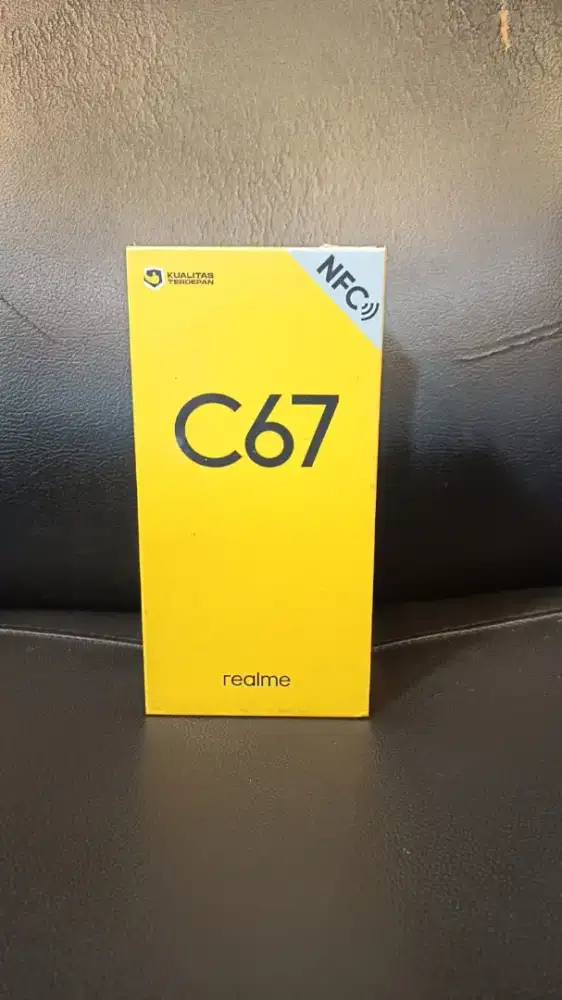 KUALITAS
TERDEPAN
NFC
C67
realme